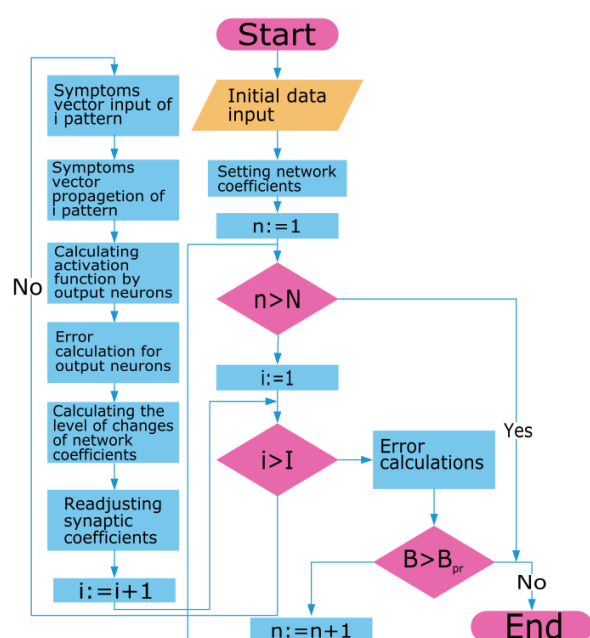 Start
Initial data
input
Setting network
coefficients
n:=1
n>N
i:=1
i>I
Error
calculations
B>Bpr
n:=n+1
Yes
No
End
No
Symptoms
vector input of
i pattern
Symptoms
vector
propagetion of
i pattern
Calculating
activation
function by
output neurons
Error
calculation for
output neurons
Calculating the
level of changes
of network
coefficients
Readjusting
synaptic
coefficients
i:=i+1